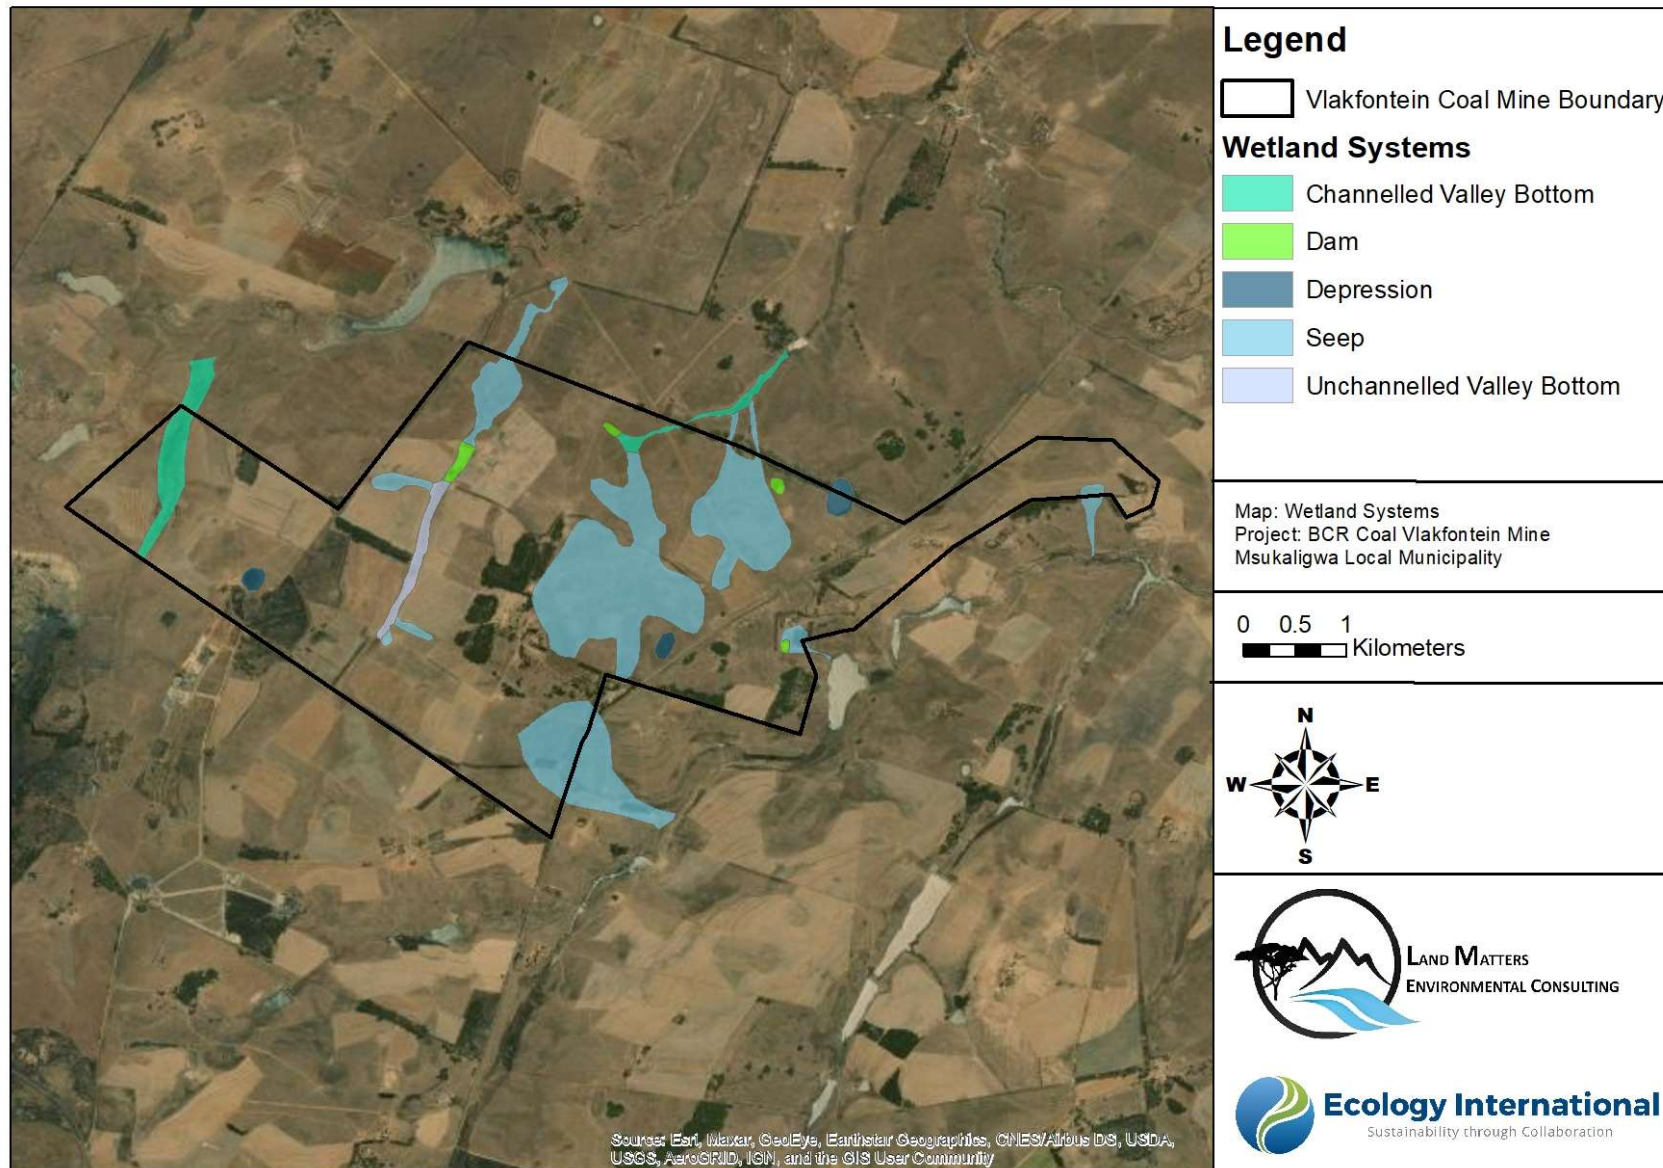 Legend
Vlakfontein Coal Mine Boundary
Wetland Systems
Channelled Valley Bottom
Dam
Depression
Seep
Unchannelled Valley Bottom
Map: Wetland Systems
Project: BCR Coal Vlakfontein Mine
Msukaligwa Local Municipality
0 0.5 1
Kilometers
N
W E
S
LAND MATTERS
ENVIRONMENTAL CONSULTING
Ecology International
Sustainability through Collaboration
Source: Esri, Maxar, GeoEye, Earthstar Geographics, CNES/Airbus DS, USDA,
USGS, AeroGRID, IGN, and the GIS User Community